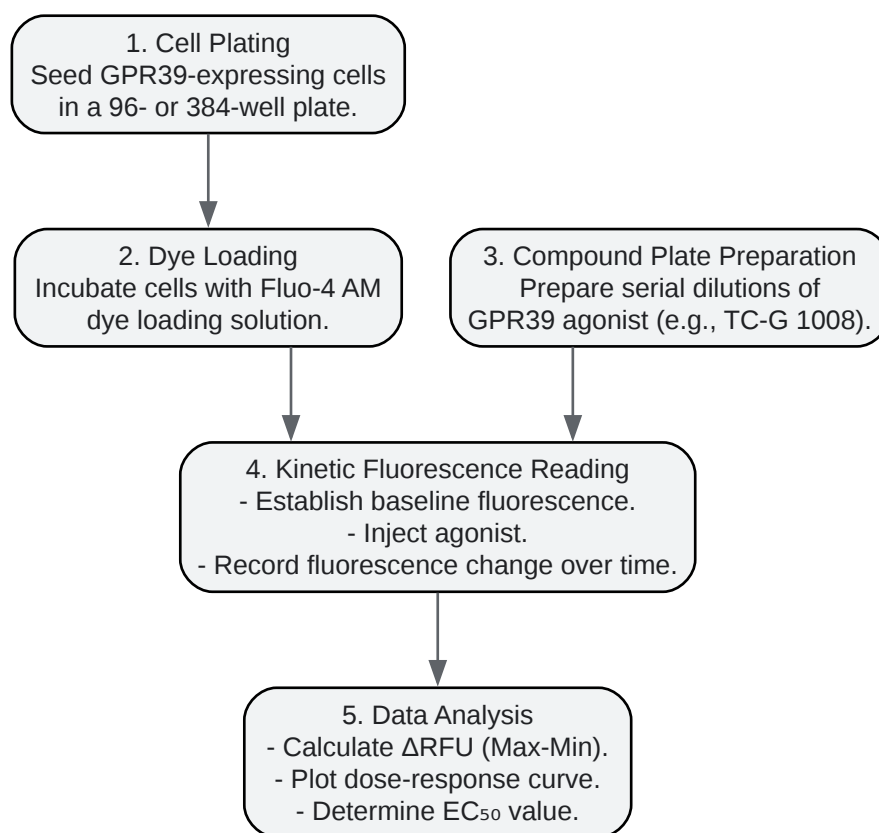 1. Cell Plating
Seed GPR39-expressing cells
in a 96- or 384-well plate.
2. Dye Loading
Incubate cells with Fluo-4 AM
dye loading solution.
3. Compound Plate Preparation
Prepare serial dilutions of
GPR39 agonist (e.g., TC-G 1008).
4. Kinetic Fluorescence Reading
- Establish baseline fluorescence.
- Inject agonist.
- Record fluorescence change over time.
5. Data Analysis
- Calculate ΔRFU (Max-Min).
- Plot dose-response curve.
- Determine EC₅₀ value.